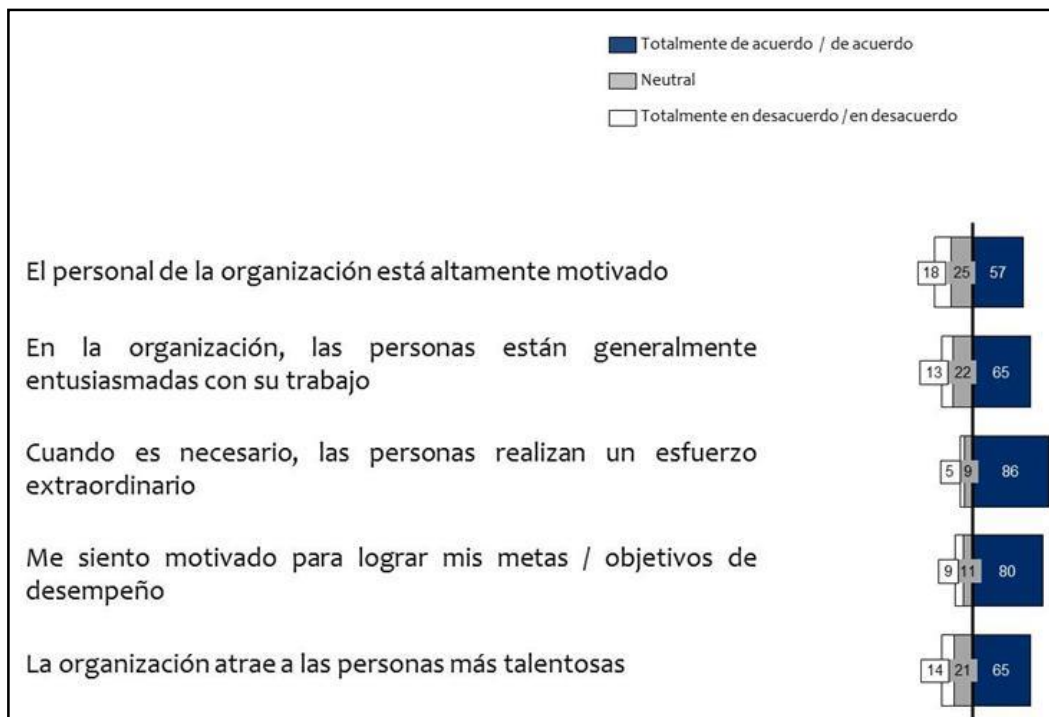 Totalmente de acuerdo / de acuerdo
Neutral
Totalmente en desacuerdo / en desacuerdo
El personal de la organización está altamente motivado
18 25 57
En la organización, las personas están generalmente
entusiasmadas con su trabajo
13 22 65
Cuando es necesario, las personas realizan un esfuerzo
extraordinario
5 9 86
Me siento motivado para lograr mis metas / objetivos de
desempeño
9 11 80
La organización atrae a las personas más talentosas
14 21 65